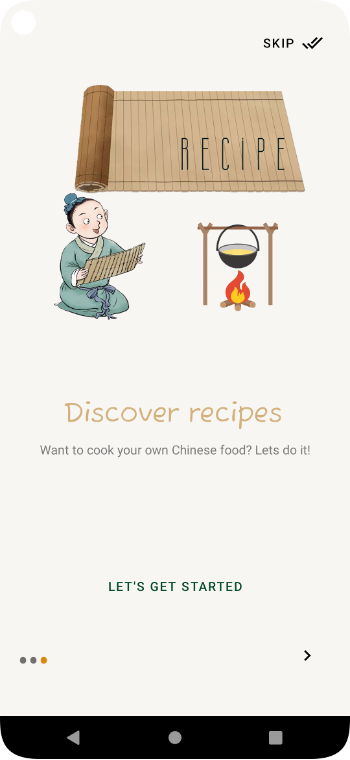 SKIP
RECIPE
Discover recipes
Want to cook your own Chinese food? Lets do it!
LET'S GET STARTED